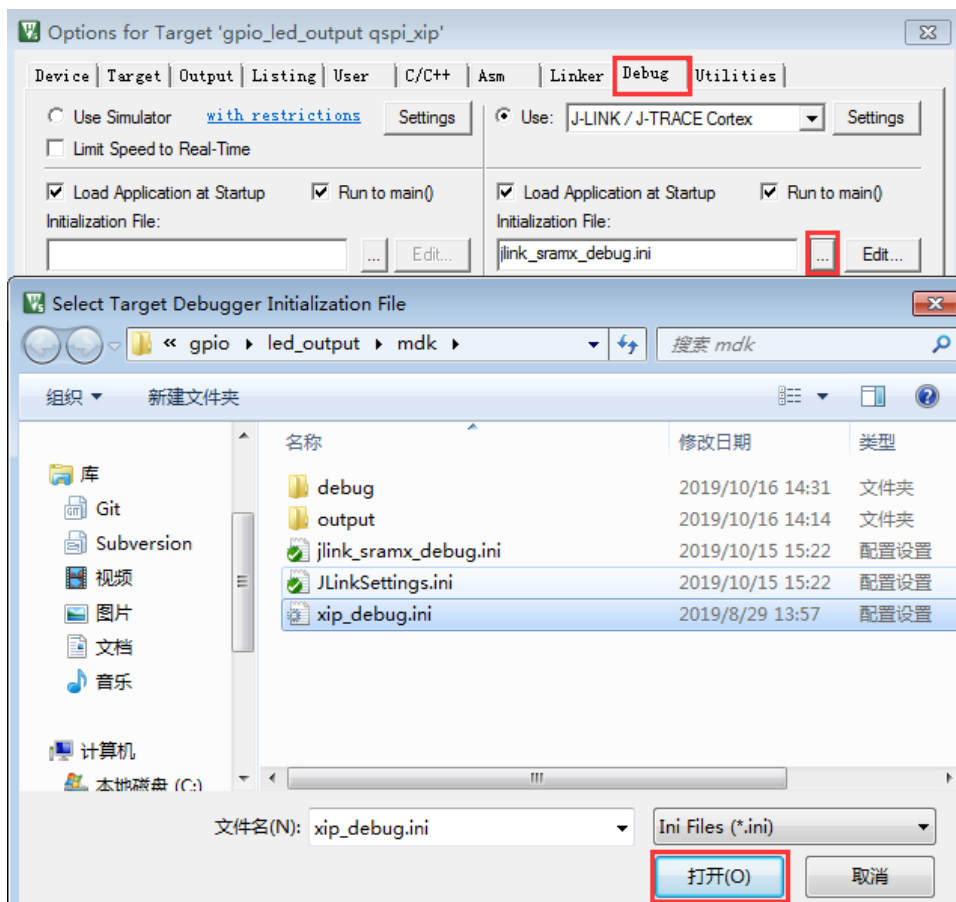 Options for Target 'gpio_led_output qspi_xip'
Device Target Output Listing User C/C++ Asm Linker Debug Utilities
Use Simulator with restrictions Settings Use: J-LINK / J-TRACE Cortex Settings
Limit Speed to Real-Time
Load Application at Startup Run to main() Load Application at Startup Run to main()
Initialization File: Initialization File:
... Edit... jlink_sramx_debug.ini ... Edit...
Select Target Debugger Initialization File
« gpio led_output mdk 搜索 mdk
组织 新建文件夹
名称 修改日期 类型
库
debug 2019/10/16 14:31 文件夹
Git
output 2019/10/16 14:14 文件夹
Subversion
jlink_sramx_debug.ini 2019/10/15 15:22 配置设置
视频
JLinkSettings.ini 2019/10/15 15:22 配置设置
图片
xip_debug.ini 2019/8/29 13:57 配置设置
文档
音乐
计算机
本地磁盘 (C:)
文件名(N): xip_debug.ini Ini Files (*.ini)
打开(O) 取消